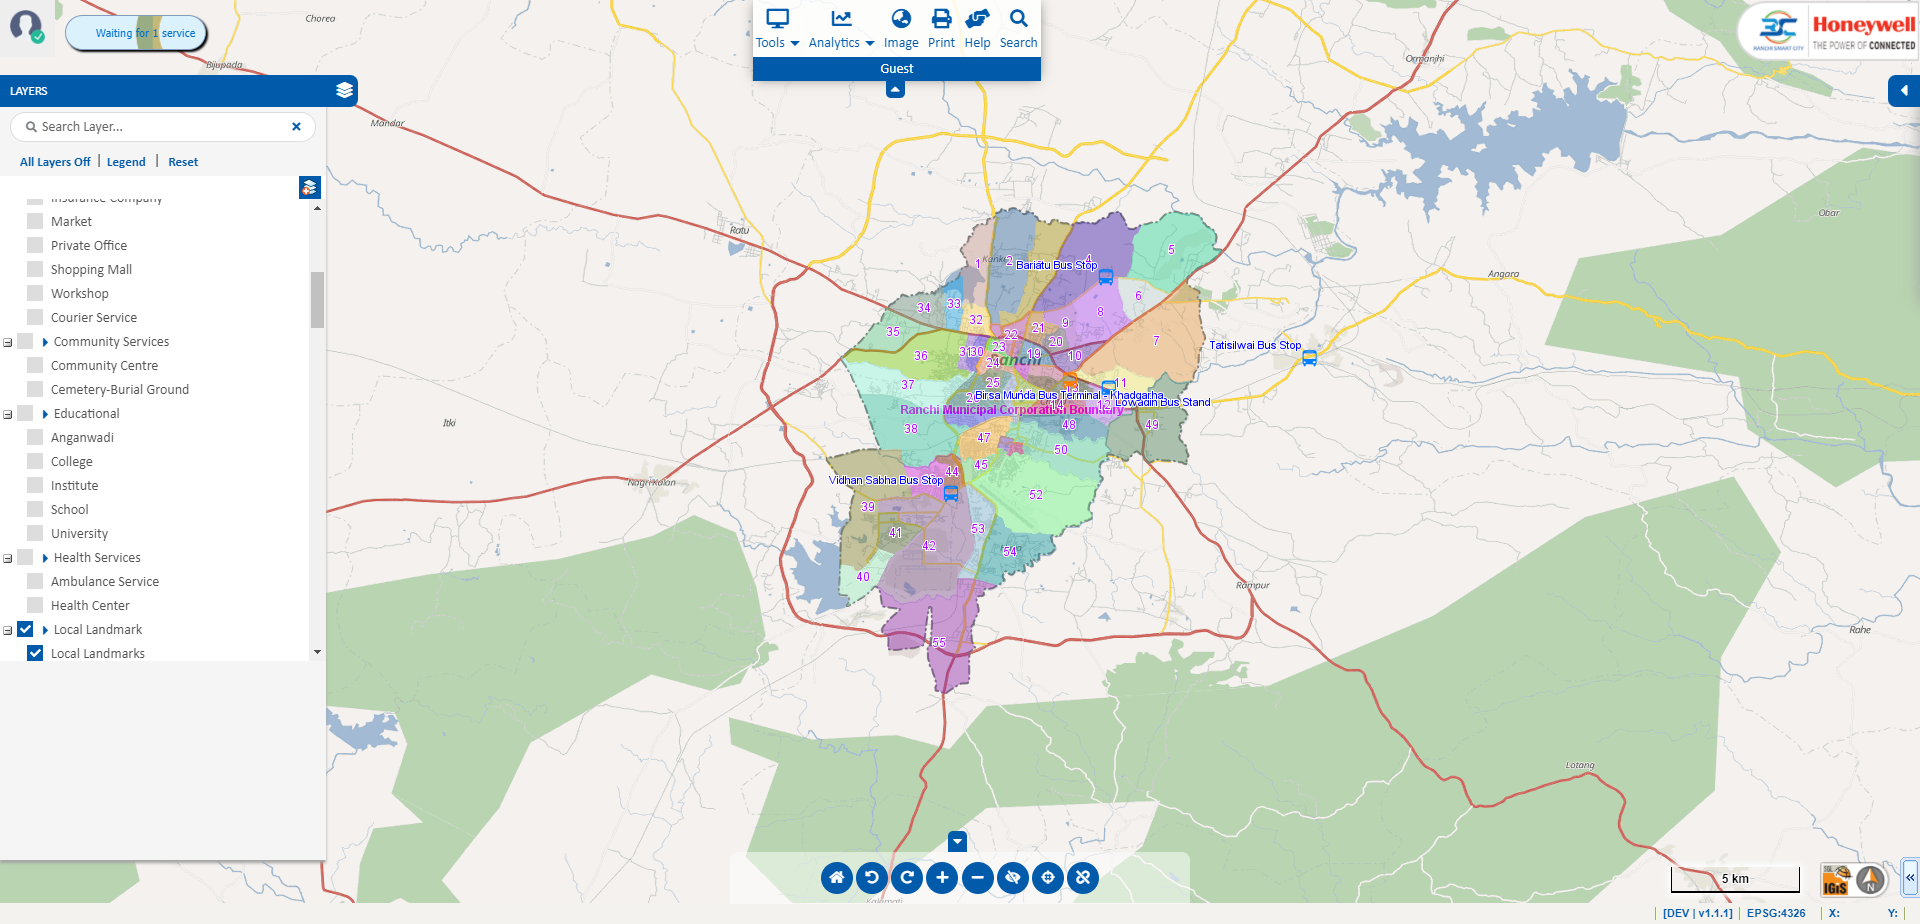 Waiting for 1 service
Tools
Analytics
Image
Print
Help
Search
Guest
RANCHI SMART CITY
Honeywell
THE POWER OF CONNECTED
LAYERS
Search Layer...
All Layers Off
Legend
Reset
Insurance Company
Market
Private Office
Shopping Mall
Workshop
Courier Service
Community Services
Community Centre
Cemetery-Burial Ground
Educational
Anganwadi
College
Institute
School
University
Health Services
Ambulance Service
Health Center
Local Landmark
Local Landmarks
Chorea
Bijupada
Mandar
Ratu
Itki
Nagri Kalan
Ormanjhi
Obar
Angara
Rampur
Rahe
Lotang
Kalamati
1
2
4
5
Bariatu Bus Stop
6
7
8
9
33
34
35
32
22
21
20
36
31
30
23
19
10
24
Tatisilwai Bus Stop
37
25
11
Birsa Munda Bus Terminal - Khadgarha
Lowadih Bus Stand
Ranchi Municipal Corporation Boundary
38
47
48
49
50
45
44
Vidhan Sabha Bus Stop
52
39
53
41
42
54
40
55
5 km
IGiS
N
[DEV | v1.1.1]
EPSG:4326
X:
Y: